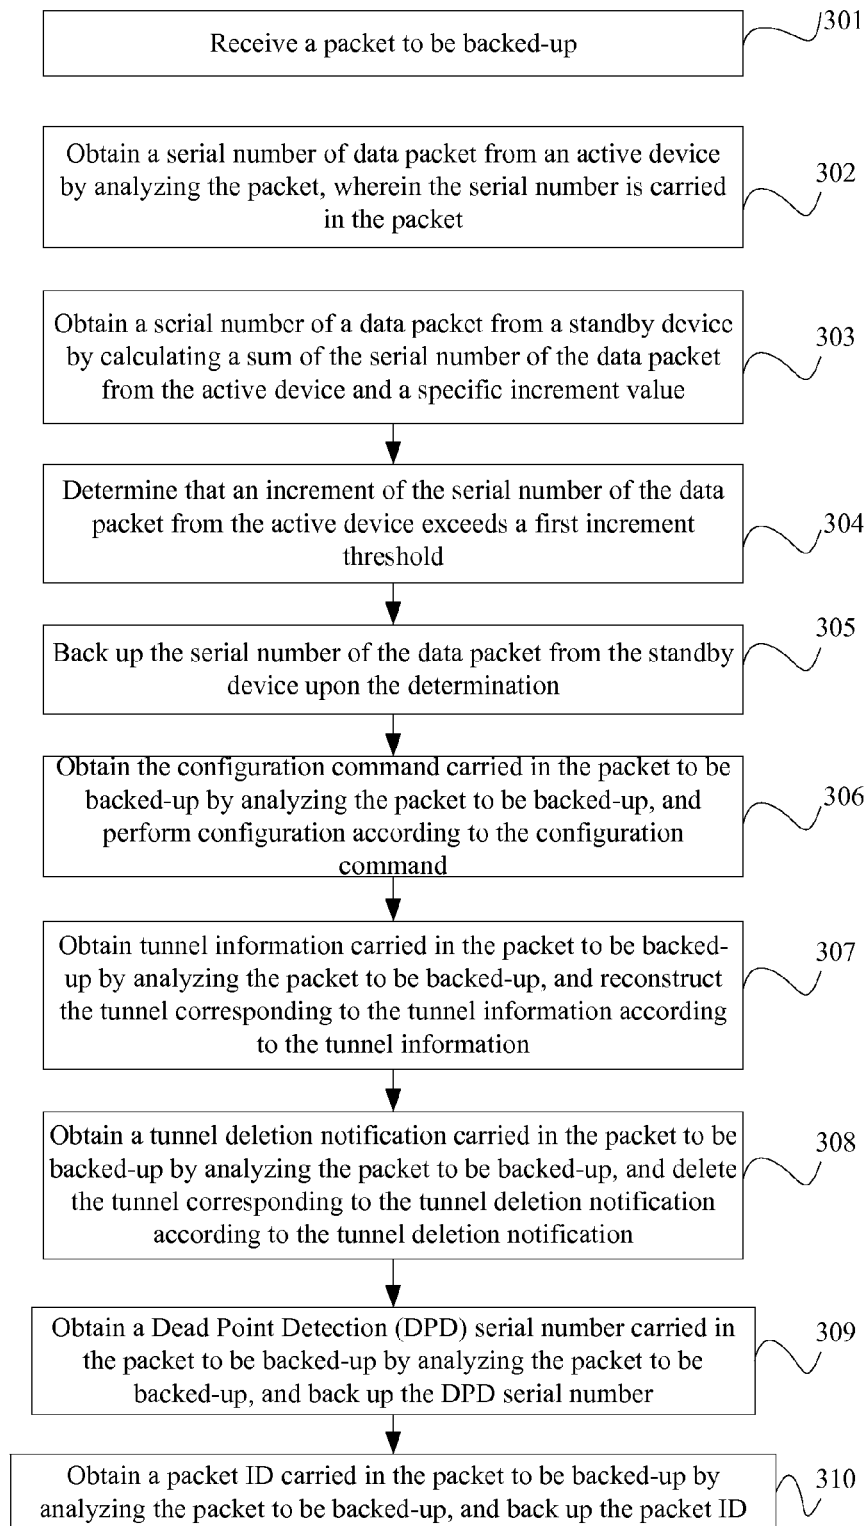 Receive a packet to be backed-up
301
Obtain a serial number of data packet from an active device
by analyzing the packet, wherein the serial number is carried
in the packet
302
Obtain a serial number of a data packet from a standby device
by calculating a sum of the serial number of the data packet
from the active device and a specific increment value
303
Determine that an increment of the serial number of the data
packet from the active device exceeds a first increment
threshold
304
Back up the serial number of the data packet from the standby
device upon the determination
305
Obtain the configuration command carried in the packet to be
backed-up by analyzing the packet to be backed-up, and
perform configuration according to the configuration
command
306
Obtain tunnel information carried in the packet to be backed-
up by analyzing the packet to be backed-up, and reconstruct
the tunnel corresponding to the tunnel information according
to the tunnel information
307
Obtain a tunnel deletion notification carried in the packet to be
backed-up by analyzing the packet to be backed-up, and delete
the tunnel corresponding to the tunnel deletion notification
according to the tunnel deletion notification
308
Obtain a Dead Point Detection (DPD) serial number carried in
the packet to be backed-up by analyzing the packet to be
backed-up, and back up the DPD serial number
309
Obtain a packet ID carried in the packet to be backed-up by
analyzing the packet to be backed-up, and back up the packet ID
310